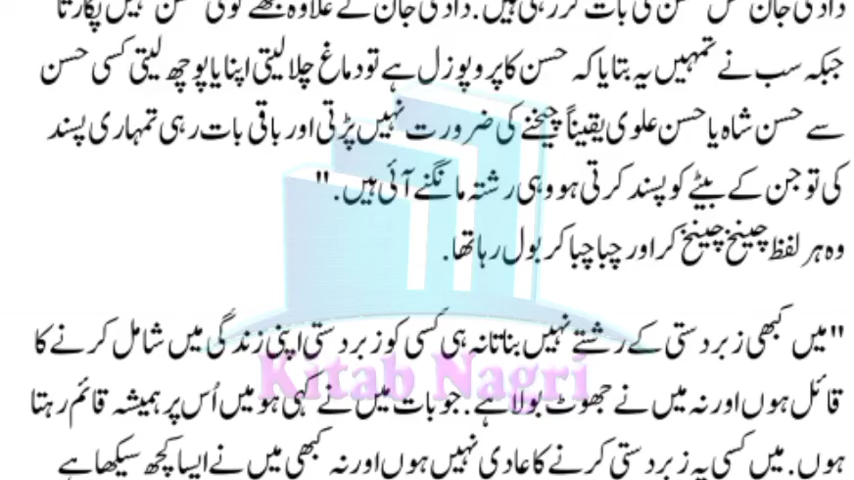 دادی جان کس حسن کی بات کر رہی ہیں. دادی جان کے علاوہ مجھے کوئی حسن نہیں پکارتا
جبکہ سب نے تمہیں یہ بتایا کہ حسن کا پروپوزل ہے تو دماغ چلا لیتی اپنا یا پوچھ لیتی کسی حسن
سے حسن شاہ یا حسن علوی یقیناً چیخنے کی ضرورت نہیں پڑتی اور باقی بات رہی تمہاری پسند
کی تو جن کے بیٹے کو پسند کرتی ہو وہی رشتہ مانگنے آئی ہیں. "
وہ ہر لفظ چینخ چینخ کر اور چبا چبا کر بول رہا تھا.
"میں کبھی زبردستی کے رشتے نہیں بناتا نہ ہی کسی کو زبردستی اپنی زندگی میں شامل کرنے کا
قائل ہوں اور نہ میں نے جھوٹ بولا ہے. جو بات میں نے کہی ہو میں اُس پر ہمیشہ قائم رہتا
ہوں. میں کسی پہ زبردستی کرنے کا عادی نہیں ہوں اور نہ کبھی میں نے ایسا کچھ سیکھا ہے
Kitab Nagri